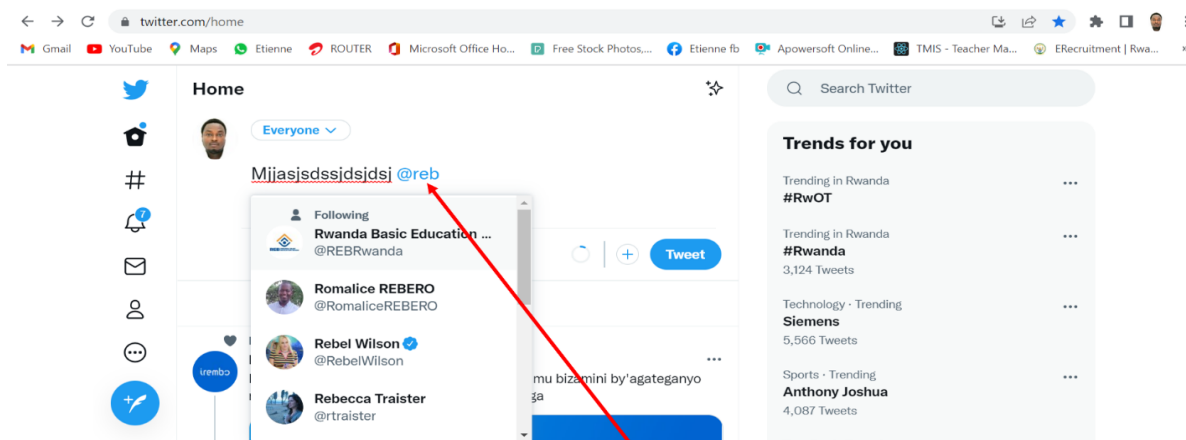 twitter.com/home
Gmail YouTube Maps Etienne ROUTER Microsoft Office Ho... Free Stock Photos,... Etienne fb Apowersoft Online... TMIS - Teacher Ma... ERecruitment | Rwa...
Home
Everyone
Mjjasjsdssjdsjdsj @reb
Following
Rwanda Basic Education ...
@REBRwanda
Tweet
Romalice REBERO
@RomaliceREBERO
Rebel Wilson
@RebelWilson
Rebecca Traister
@rtraister
7
irembo
mu bizamini by'agateganyo
Search Twitter
Trends for you
Trending in Rwanda
#RwOT
Trending in Rwanda
#Rwanda
3,124 Tweets
Technology · Trending
Siemens
5,566 Tweets
Sports · Trending
Anthony Joshua
4,087 Tweets